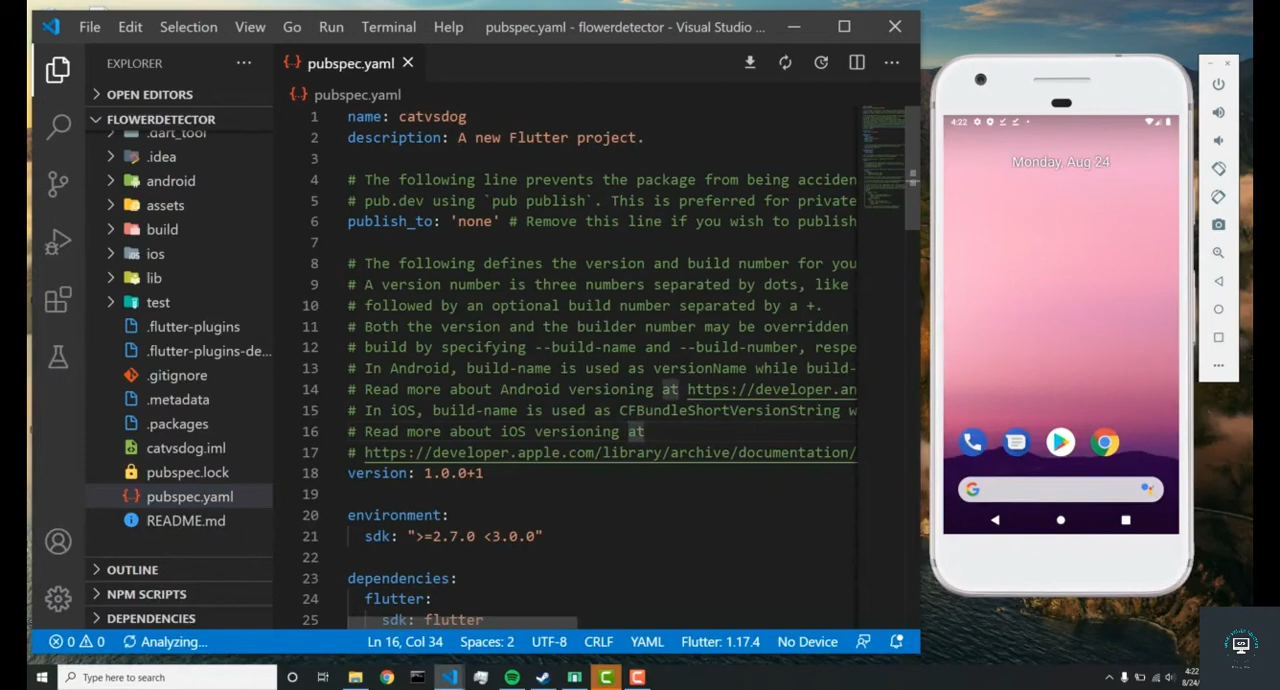 File Edit Selection View Go Run Terminal Help pubspec.yaml - flowerdetector - Visual Studio ...
EXPLORER
OPEN EDITORS
FLOWERDETECTOR
.dart_tool
.idea
android
assets
build
ios
lib
test
.flutter-plugins
.flutter-plugins-de...
.gitignore
.metadata
.packages
catvsdog.iml
pubspec.lock
pubspec.yaml
README.md
OUTLINE
NPM SCRIPTS
DEPENDENCIES
pubspec.yaml
pubspec.yaml
1 name: catvsdog
2 description: A new Flutter project.
3
4 # The following line prevents the package from being acciden
5 # pub.dev using `pub publish`. This is preferred for private
6 publish_to: 'none' # Remove this line if you wish to publish
7
8 # The following defines the version and build number for you
9 # A version number is three numbers separated by dots, like
10 # followed by an optional build number separated by a +.
11 # Both the version and the builder number may be overridden
12 # build by specifying --build-name and --build-number, respe
13 # In Android, build-name is used as versionName while build-
14 # Read more about Android versioning at https://developer.an
15 # In iOS, build-name is used as CFBundleShortVersionString w
16 # Read more about iOS versioning at
17 # https://developer.apple.com/library/archive/documentation/
18 version: 1.0.0+1
19
20 environment:
21 sdk: ">=2.7.0 <3.0.0"
22
23 dependencies:
24 flutter:
25 sdk: flutter
0 0 Analyzing... Ln 16, Col 34 Spaces: 2 UTF-8 CRLF YAML Flutter: 1.17.4 No Device
4:22
Monday, Aug 24
Type here to search
4:22
8/24/